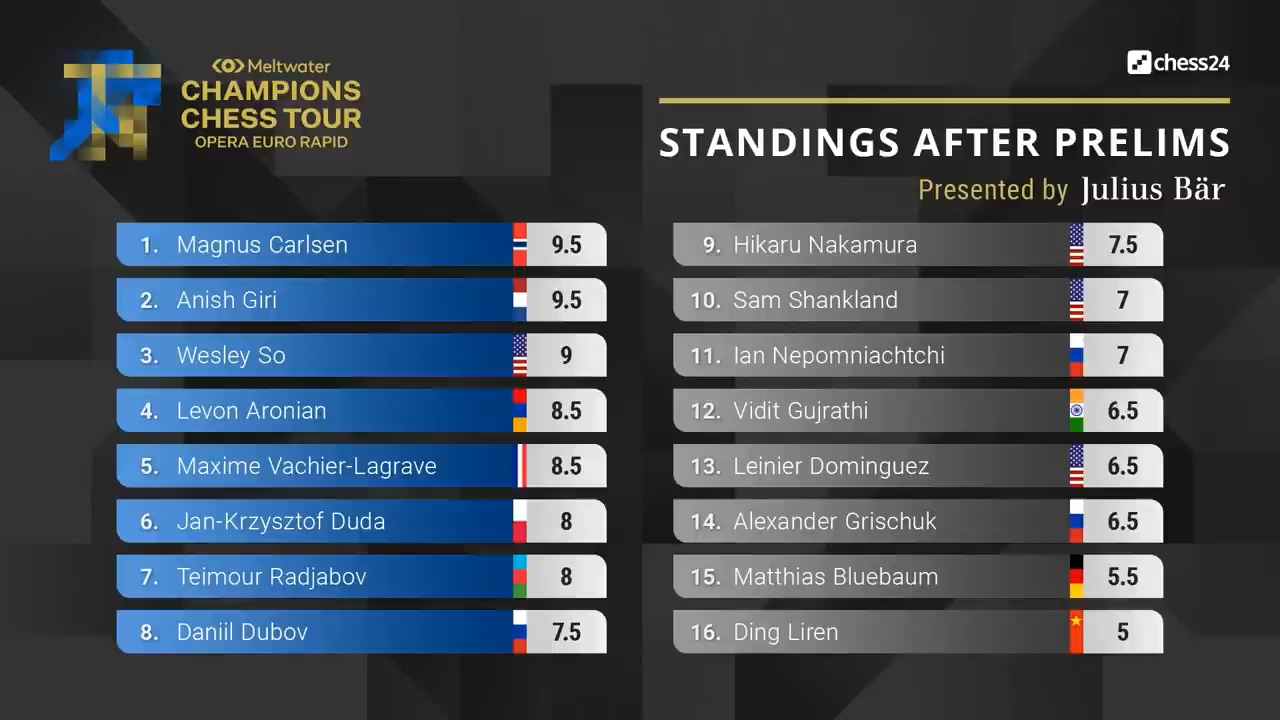 Meltwater
CHAMPIONS
CHESS TOUR
OPERA EURO RAPID
chess24
STANDINGS AFTER PRELIMS
Presented by Julius Bär
1. Magnus Carlsen 9.5
2. Anish Giri 9.5
3. Wesley So 9
4. Levon Aronian 8.5
5. Maxime Vachier-Lagrave 8.5
6. Jan-Krzysztof Duda 8
7. Teimour Radjabov 8
8. Daniil Dubov 7.5
9. Hikaru Nakamura 7.5
10. Sam Shankland 7
11. Ian Nepomniachtchi 7
12. Vidit Gujrathi 6.5
13. Leinier Dominguez 6.5
14. Alexander Grischuk 6.5
15. Matthias Bluebaum 5.5
16. Ding Liren 5